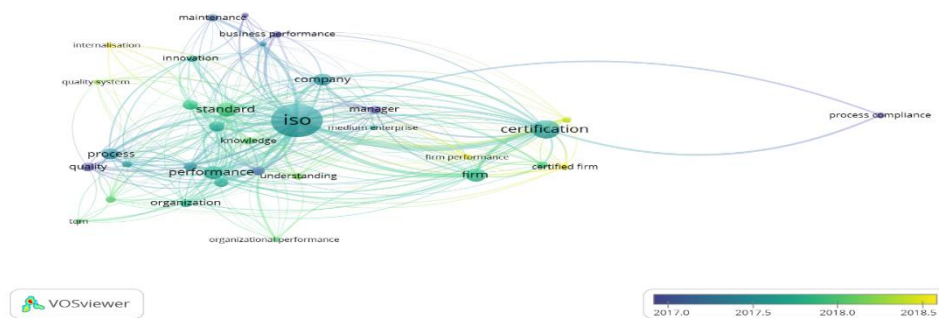 maintenance
business performance
internalisation
innovation
quality system
company
standard
manager
process compliance
iso
medium enterprise
certification
knowledge
process
firm performance
quality
certified firm
performance
understanding
firm
organization
tqm
organizational performance
VOSviewer
2017.0 2017.5 2018.0 2018.5